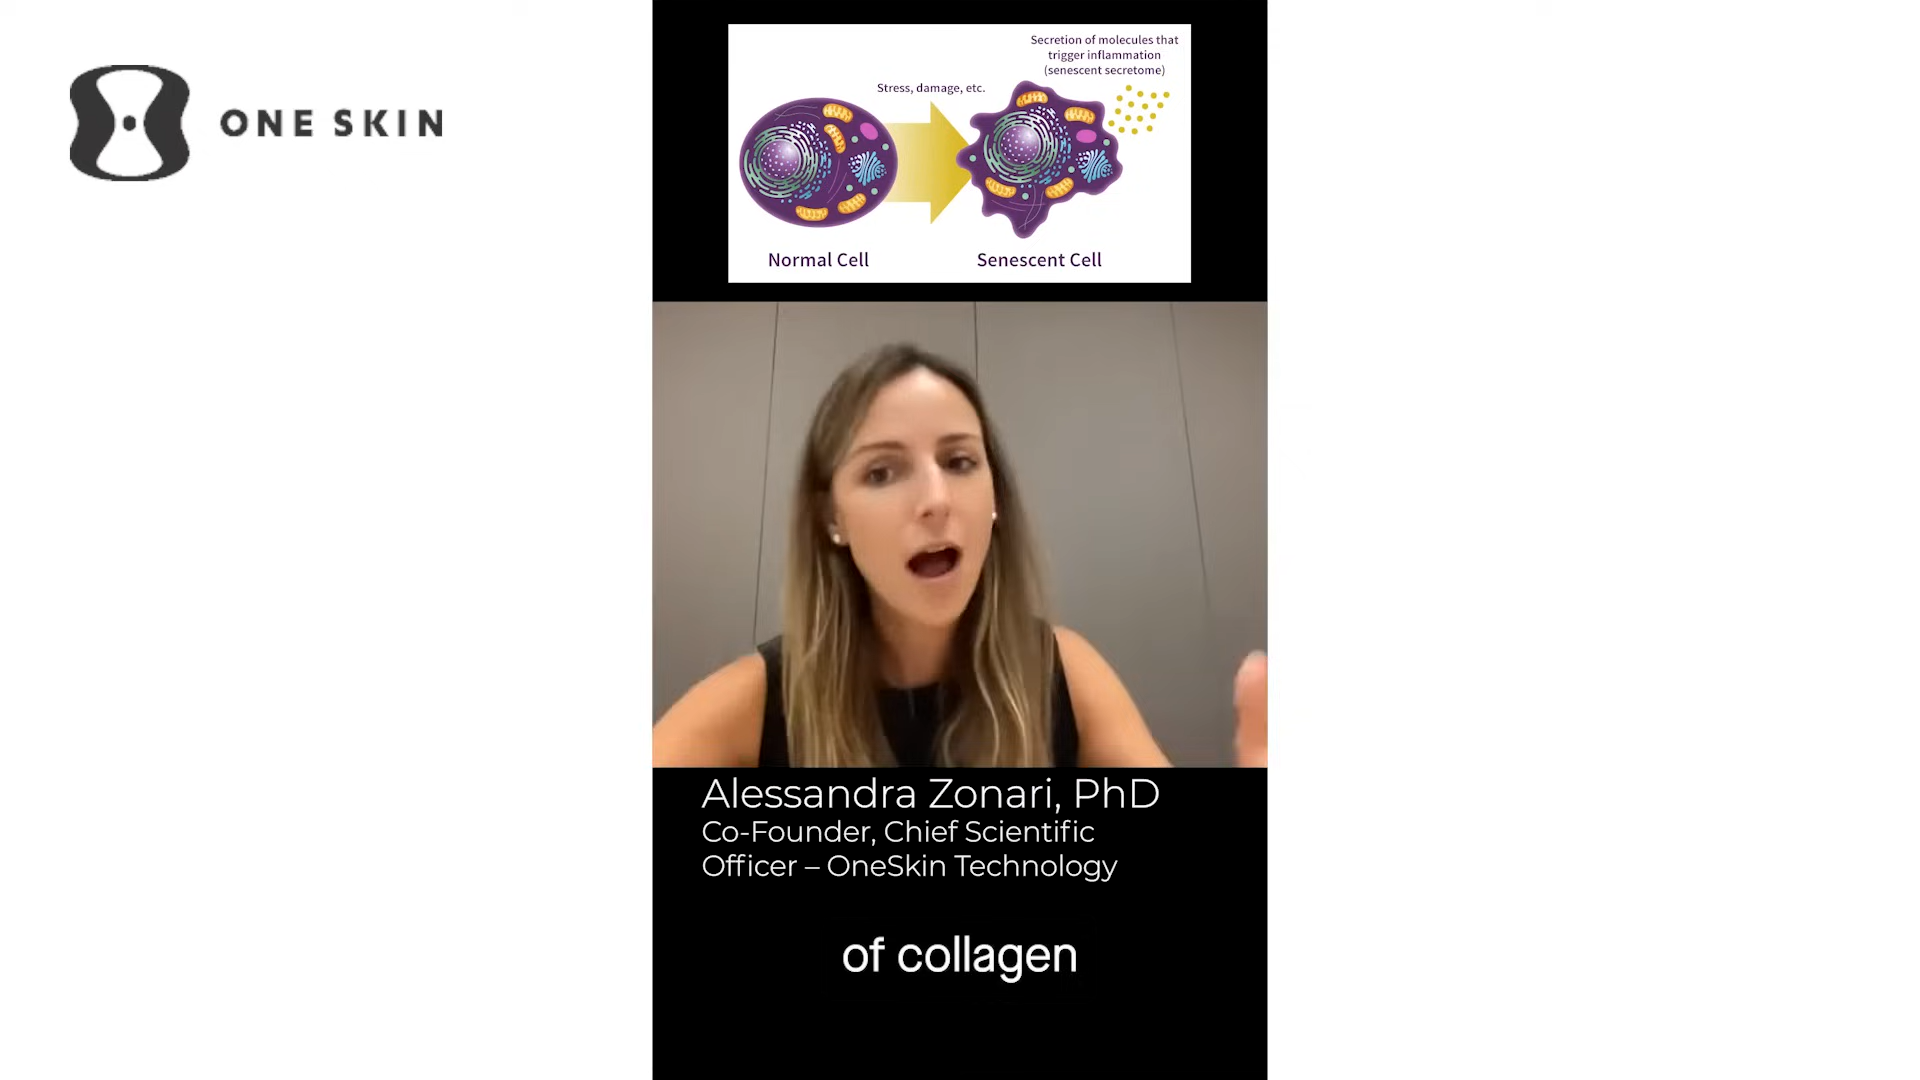 ONE SKIN
Secretion of molecules that
trigger inflammation
(senescent secretome)
Stress, damage, etc.
Normal Cell
Senescent Cell
Alessandra Zonari, PhD
Co-Founder, Chief Scientific
Officer – OneSkin Technology
of collagen